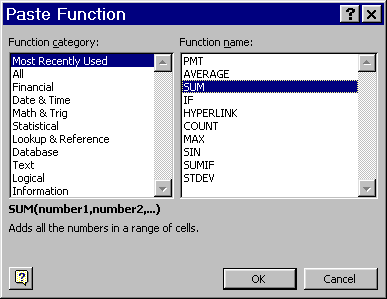 Paste Function
Function category:
Most Recently Used
All
Financial
Date & Time
Math & Trig
Statistical
Lookup & Reference
Database
Text
Logical
Information
Function name:
PMT
AVERAGE
SUM
IF
HYPERLINK
COUNT
MAX
SIN
SUMIF
STDEV
SUM(number1,number2,...)
Adds all the numbers in a range of cells.
OK
Cancel